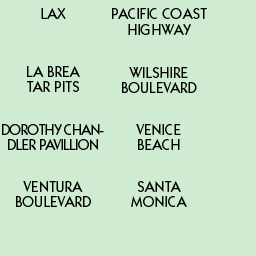 LAX
PACIFIC COAST
HIGHWAY
LA BREA
TAR PITS
WILSHIRE
BOULEVARD
DOROTHY CHAN-
DLER PAVILLION
VENICE
BEACH
VENTURA
BOULEVARD
SANTA
MONICA